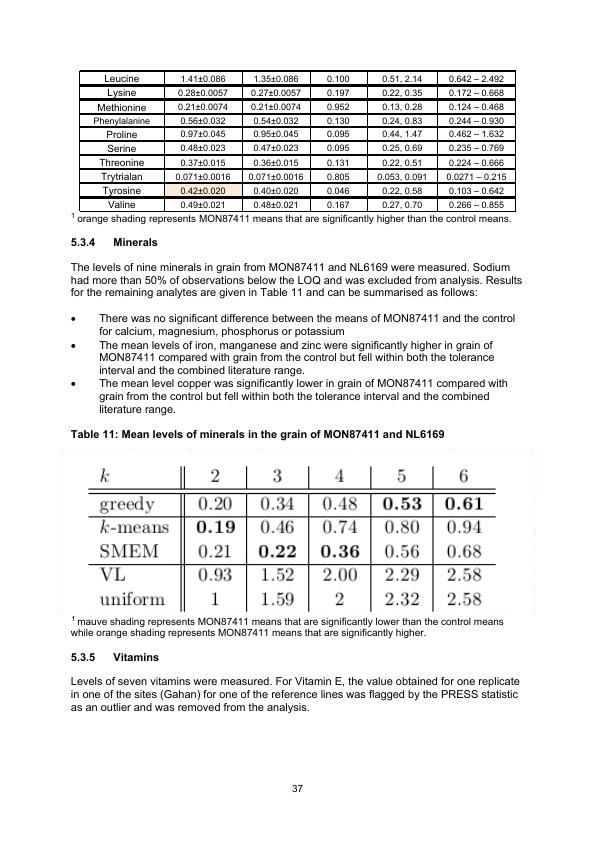 Leucine 1.41±0.086 1.35±0.086 0.100 0.51, 2.14 0.642 – 2.492
Lysine 0.28±0.0057 0.27±0.0057 0.197 0.22, 0.35 0.172 – 0.668
Methionine 0.21±0.0074 0.21±0.0074 0.952 0.13, 0.28 0.124 – 0.468
Phenylalanine 0.56±0.032 0.54±0.032 0.130 0.24, 0.83 0.244 – 0.930
Proline 0.97±0.045 0.95±0.045 0.095 0.44, 1.47 0.462 – 1.632
Serine 0.48±0.023 0.47±0.023 0.095 0.25, 0.69 0.235 – 0.769
Threonine 0.37±0.015 0.36±0.015 0.131 0.22, 0.51 0.224 – 0.666
Trytrialan 0.071±0.0016 0.071±0.0016 0.805 0.053, 0.091 0.0271 – 0.215
Tyrosine 0.42±0.020 0.40±0.020 0.046 0.22, 0.58 0.103 – 0.642
Valine 0.49±0.021 0.48±0.021 0.167 0.27, 0.70 0.266 – 0.855
1 orange shading represents MON87411 means that are significantly higher than the control means.
5.3.4 Minerals
The levels of nine minerals in grain from MON87411 and NL6169 were measured. Sodium
had more than 50% of observations below the LOQ and was excluded from analysis. Results
for the remaining analytes are given in Table 11 and can be summarised as follows:
• There was no significant difference between the means of MON87411 and the control
for calcium, magnesium, phosphorus or potassium
• The mean levels of iron, manganese and zinc were significantly higher in grain of
MON87411 compared with grain from the control but fell within both the tolerance
interval and the combined literature range.
• The mean level copper was significantly lower in grain of MON87411 compared with
grain from the control but fell within both the tolerance interval and the combined
literature range.
Table 11: Mean levels of minerals in the grain of MON87411 and NL6169
k 2 3 4 5 6
greedy 0.20 0.34 0.48 0.53 0.61
k-means 0.19 0.46 0.74 0.80 0.94
SMEM 0.21 0.22 0.36 0.56 0.68
VL 0.93 1.52 2.00 2.29 2.58
uniform 1 1.59 2 2.32 2.58
1 mauve shading represents MON87411 means that are significantly lower than the control means
while orange shading represents MON87411 means that are significantly higher.
5.3.5 Vitamins
Levels of seven vitamins were measured. For Vitamin E, the value obtained for one replicate
in one of the sites (Gahan) for one of the reference lines was flagged by the PRESS statistic
as an outlier and was removed from the analysis.
37